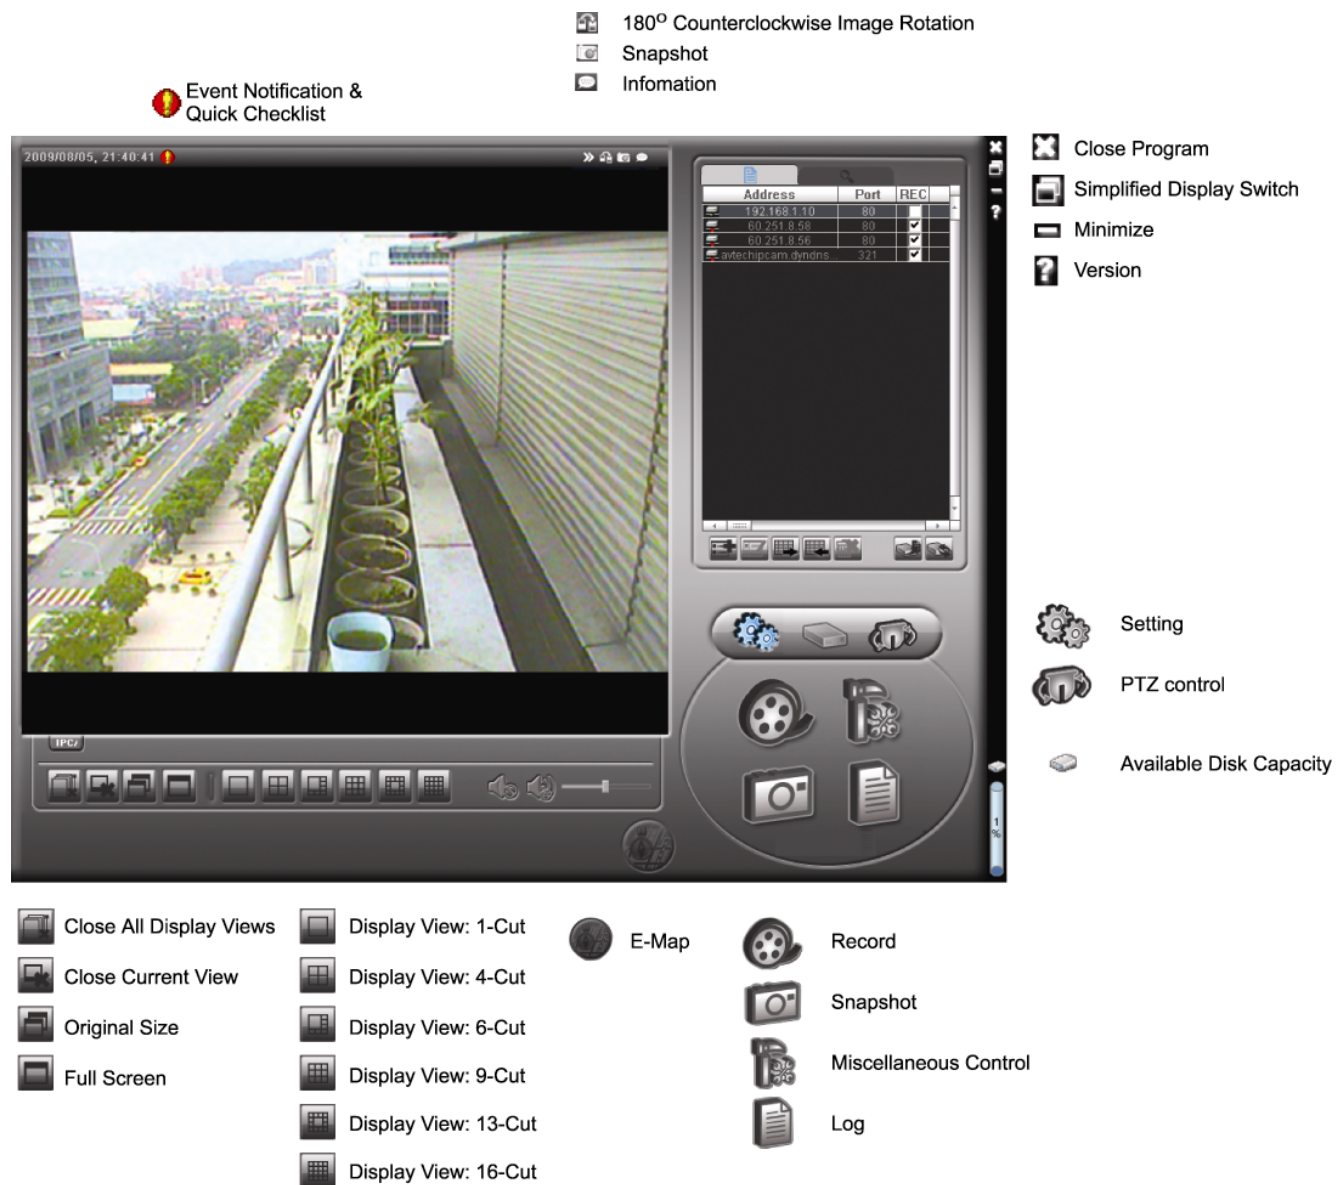 180° Counterclockwise Image Rotation
Snapshot
Infomation
Event Notification &
Quick Checklist
2009/08/05, 21:40:41
Address Port REC
192.168.1.10 80
60.251.8.58 80
60.251.8.56 80
avtechipcam.dyndns... 321
Close Program
Simplified Display Switch
Minimize
Version
Setting
PTZ control
Available Disk Capacity
1
%
Close All Display Views
Close Current View
Original Size
Full Screen
Display View: 1-Cut
Display View: 4-Cut
Display View: 6-Cut
Display View: 9-Cut
Display View: 13-Cut
Display View: 16-Cut
E-Map
Record
Snapshot
Miscellaneous Control
Log